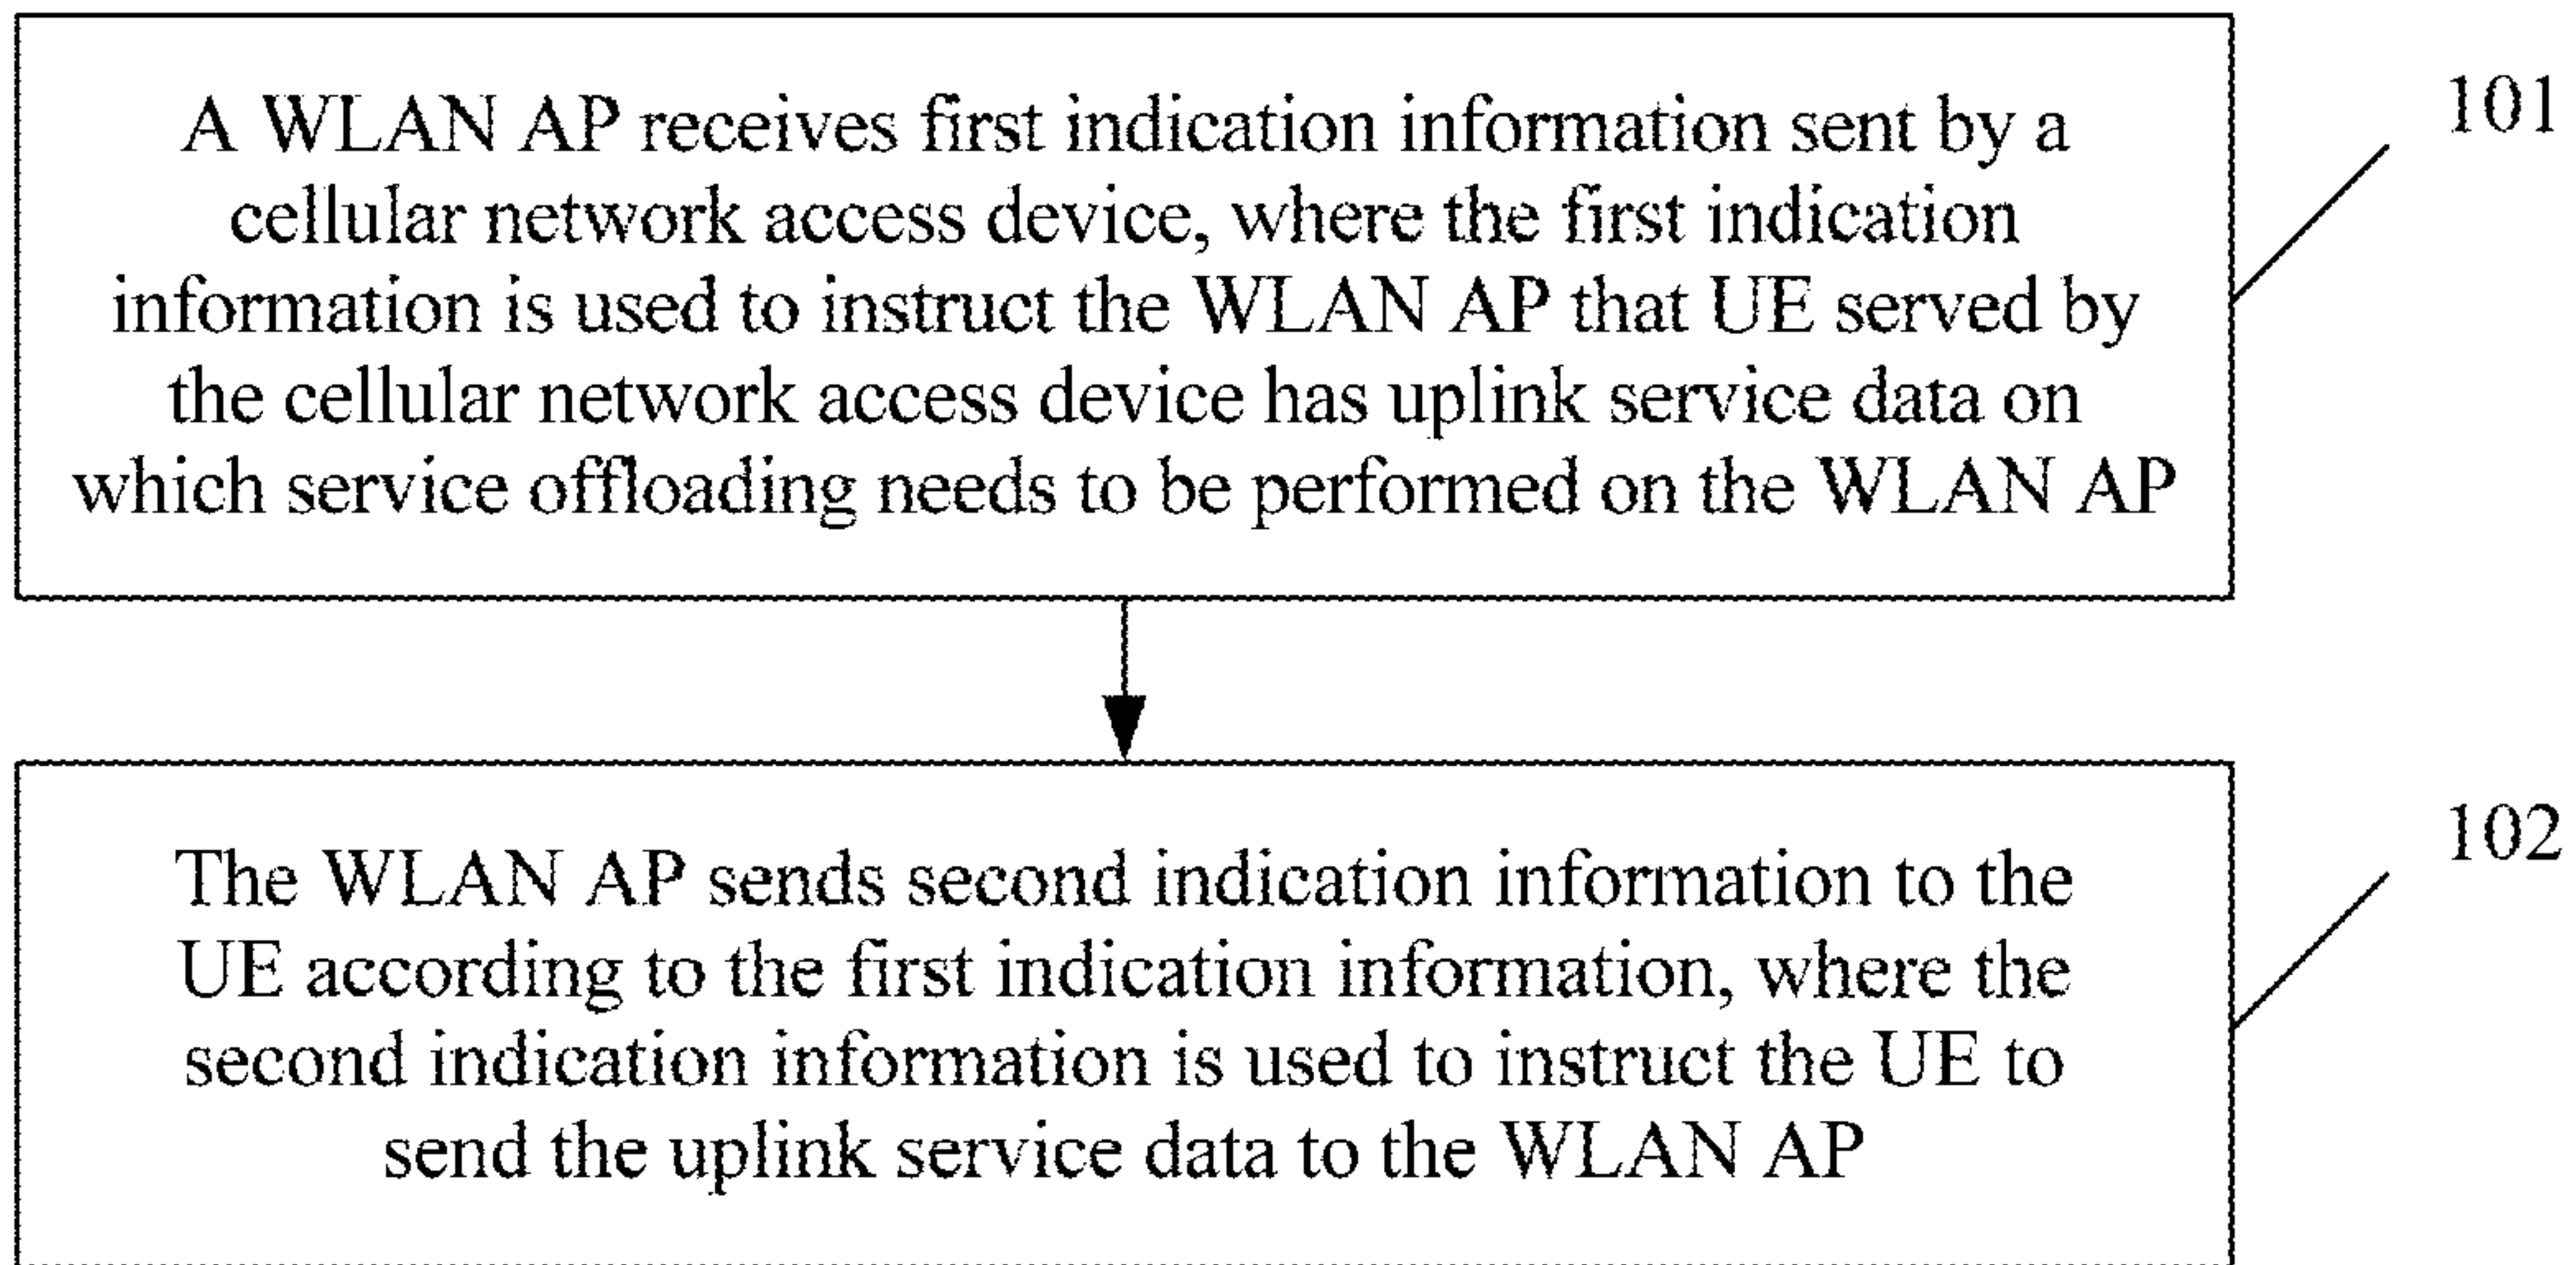 A WLAN AP receives first indication information sent by a
cellular network access device, where the first indication
information is used to instruct the WLAN AP that UE served by
the cellular network access device has uplink service data on
which service offloading needs to be performed on the WLAN AP
101
The WLAN AP sends second indication information to the
UE according to the first indication information, where the
second indication information is used to instruct the UE to
send the uplink service data to the WLAN AP
102